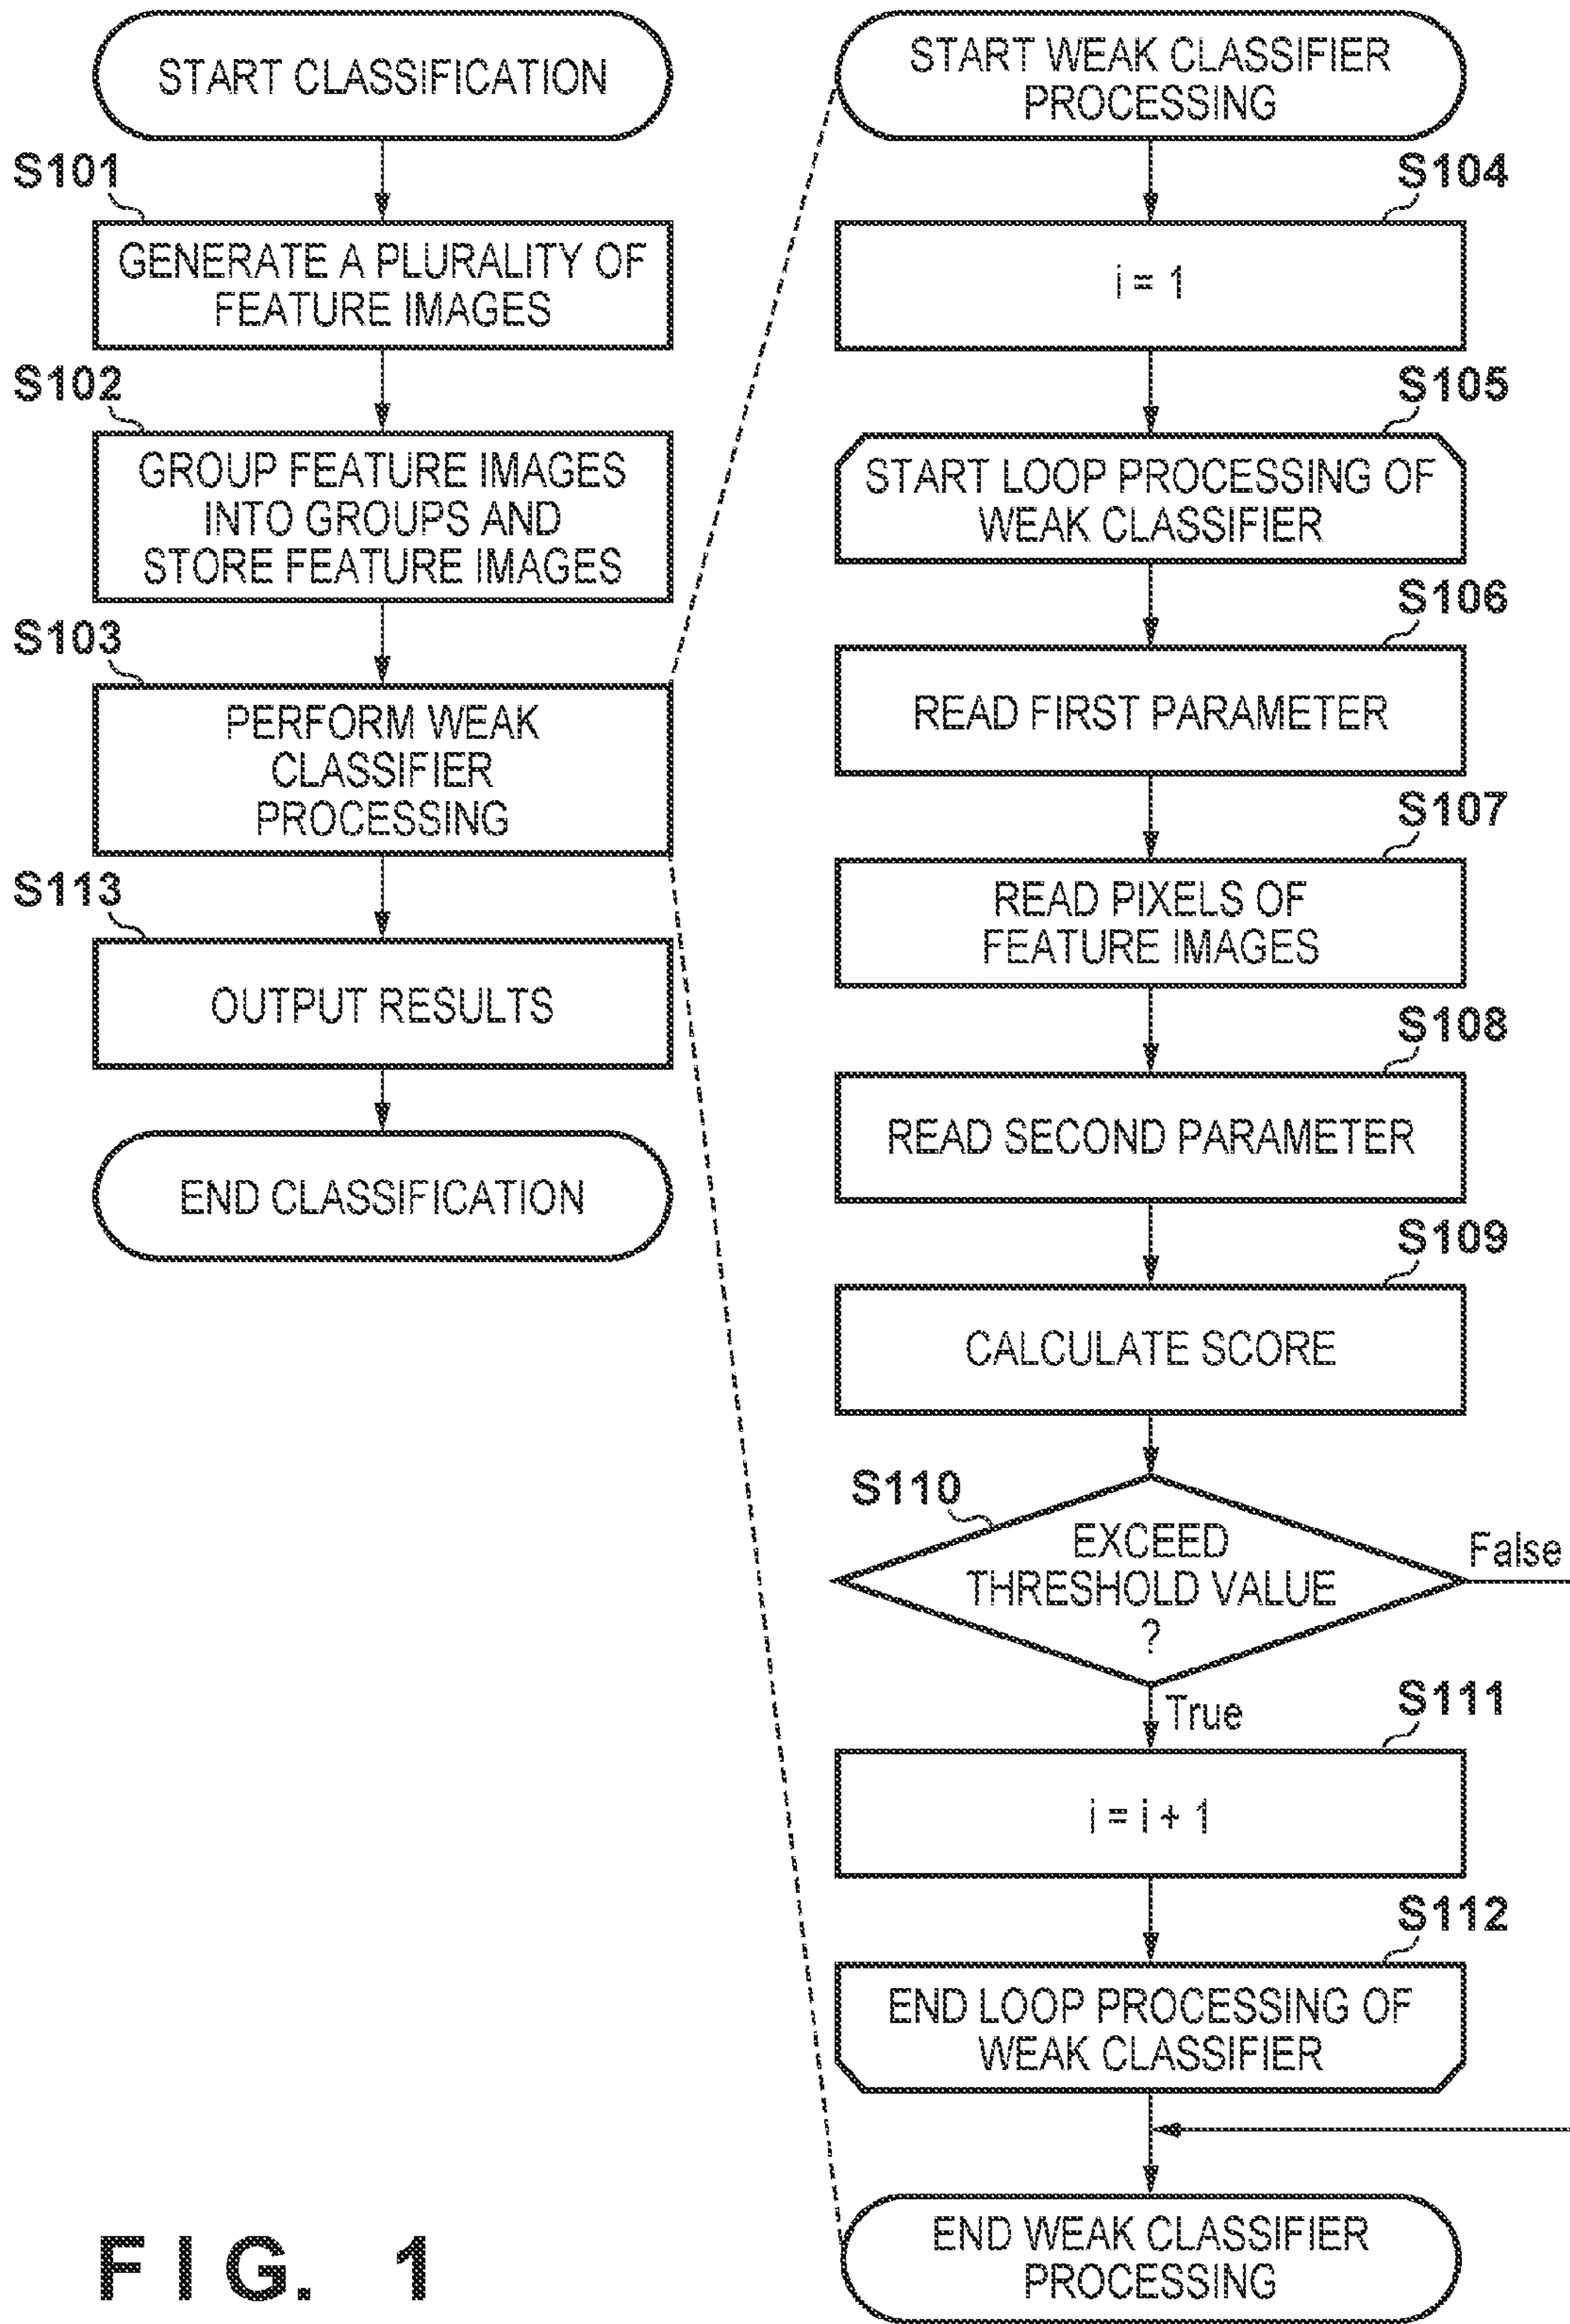 START CLASSIFICATION
S101
GENERATE A PLURALITY OF
FEATURE IMAGES
S102
GROUP FEATURE IMAGES
INTO GROUPS AND
STORE FEATURE IMAGES
S103
PERFORM WEAK
CLASSIFIER
PROCESSING
S113
OUTPUT RESULTS
END CLASSIFICATION
START WEAK CLASSIFIER
PROCESSING
S104
i = 1
S105
START LOOP PROCESSING OF
WEAK CLASSIFIER
S106
READ FIRST PARAMETER
S107
READ PIXELS OF
FEATURE IMAGES
S108
READ SECOND PARAMETER
S109
CALCULATE SCORE
S110
EXCEED
THRESHOLD VALUE
?
False
True
S111
i = i + 1
S112
END LOOP PROCESSING OF
WEAK CLASSIFIER
END WEAK CLASSIFIER
PROCESSING
FIG. 1